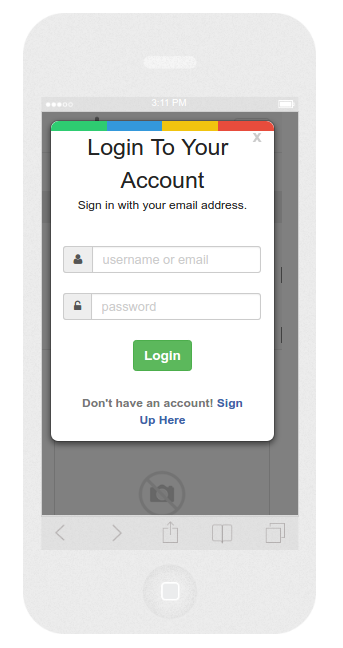 3:11 PM
x
Login To Your
Account
Sign in with your email address.
username or email
password
Login
Don't have an account! Sign
Up Here